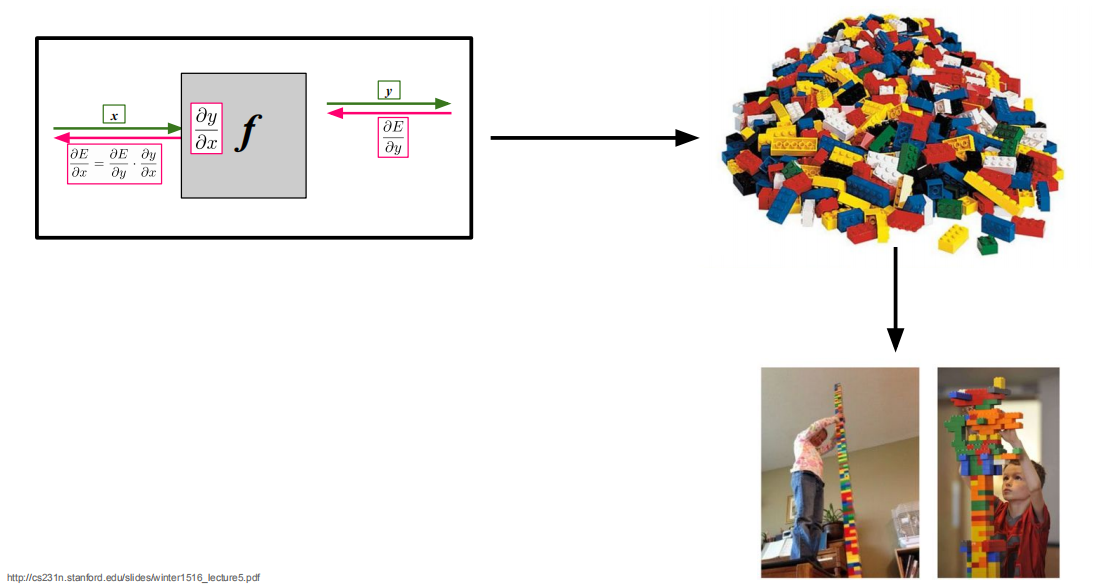 x
y
∂y/∂x
f
∂E/∂x = ∂E/∂y · ∂y/∂x
∂E/∂y
http://cs231n.stanford.edu/slides/winter1516_lecture5.pdf